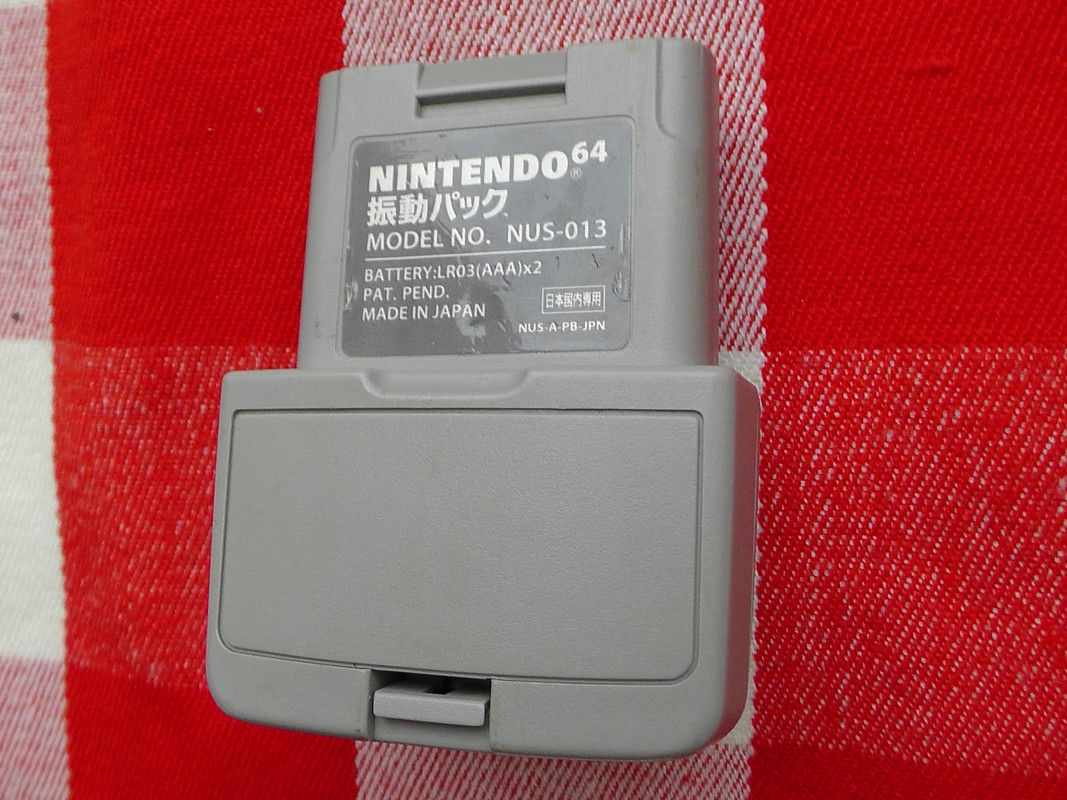 NINTENDO64®
振動パック
MODEL NO. NUS-013
BATTERY:LR03(AAA)x2
PAT. PEND.
日本国内専用
MADE IN JAPAN
NUS-A-PB-JPN